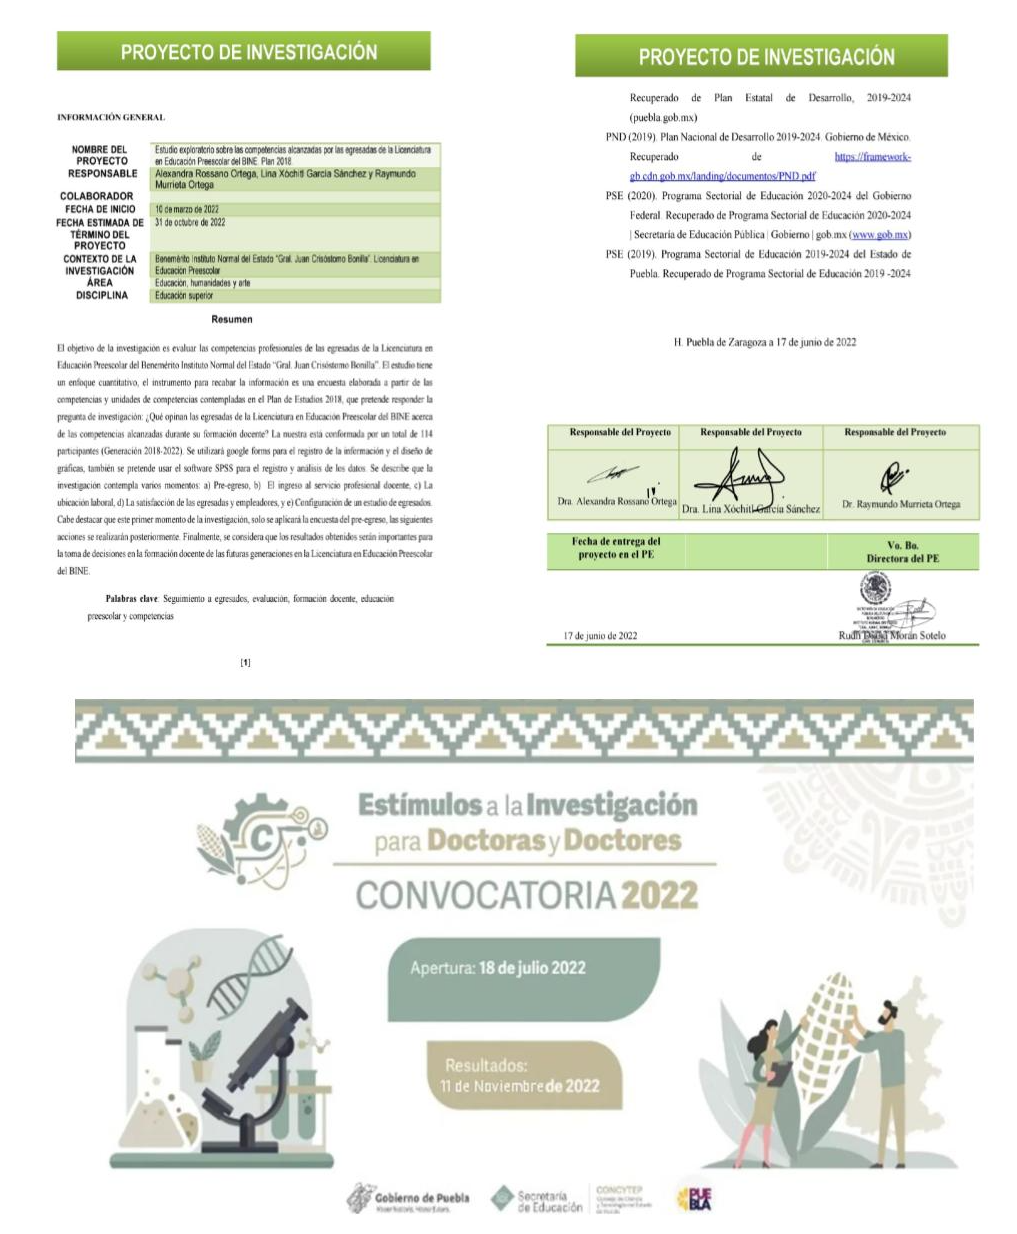 PROYECTO DE INVESTIGACIÓN
INFORMACIÓN GENERAL
NOMBRE DEL PROYECTO
Estudio exploratorio sobre las competencias alcanzadas por las egresadas de la Licenciatura
en Educación Preescolar del BINE. Plan 2018
RESPONSABLE
Alexandra Rossano Ortega, Lina Xóchitl García Sánchez y Raymundo
Murrieta Ortega
COLABORADOR
FECHA DE INICIO
10 de marzo de 2022
FECHA ESTIMADA DE
TÉRMINO DEL
PROYECTO
31 de octubre de 2022
CONTEXTO DE LA
INVESTIGACIÓN
Benemérito Instituto Normal del Estado "Gral. Juan Crisóstomo Bonilla". Licenciatura en
Educación Preescolar
ÁREA
Educación, humanidades y arte
DISCIPLINA
Educación superior
Resumen
El objetivo de la investigación es evaluar las competencias profesionales de las egresadas de la Licenciatura en
Educación Preescolar del Benemérito Instituto Normal del Estado "Gral. Juan Crisóstomo Bonilla". El estudio tiene
un enfoque cuantitativo, el instrumento para recabar la información es una encuesta elaborada a partir de las
competencias y unidades de competencias contempladas en el Plan de Estudios 2018, que pretende responder la
pregunta de investigación: ¿Qué opinan las egresadas de la Licenciatura en Educación Preescolar del BINE acerca
de las competencias alcanzadas durante su formación docente? La muestra está conformada por un total de 114
participantes (Generación 2018-2022). Se utilizará google forms para el registro de la información y el diseño de
gráficas, también se pretende usar el software SPSS para el registro y análisis de los datos. Se describe que la
investigación contempla varios momentos: a) Pre-egreso, b) El ingreso al servicio profesional docente, c) La
ubicación laboral, d) La satisfacción de las egresadas y empleadores, y e) Configuración de un estudio de egresados.
Cabe destacar que este primer momento de la investigación, solo se aplicará la encuesta del pre-egreso, las siguientes
acciones se realizarán posteriormente. Finalmente, se considera que los resultados obtenidos serán importantes para
la toma de decisiones en la formación docente de las futuras generaciones en la Licenciatura en Educación Preescolar
del BINE.
Palabras clave: Seguimiento a egresados, evaluación, formación docente, educación
preescolar y competencias
[1]
PROYECTO DE INVESTIGACIÓN
Recuperado de Plan Estatal de Desarrollo, 2019-2024
(puebla.gob.mx)
PND (2019). Plan Nacional de Desarrollo 2019-2024. Gobierno de México.
Recuperado de https://framework-
gb.cdn.gob.mx/landing/documentos/PND.pdf
PSE (2020). Programa Sectorial de Educación 2020-2024 del Gobierno
Federal. Recuperado de Programa Sectorial de Educación 2020-2024
| Secretaría de Educación Pública | Gobierno | gob.mx (www.gob.mx)
PSE (2019). Programa Sectorial de Educación 2019-2024 del Estado de
Puebla. Recuperado de Programa Sectorial de Educación 2019 -2024
H. Puebla de Zaragoza a 17 de junio de 2022
Responsable del Proyecto Responsable del Proyecto Responsable del Proyecto
Dra. Alexandra Rossano Ortega Dra. Lina Xóchitl García Sánchez Dr. Raymundo Murrieta Ortega
Fecha de entrega del
proyecto en el PE
Vo. Bo.
Directora del PE
17 de junio de 2022
Morán Sotelo
Estímulos a la Investigación
para Doctoras y Doctores
CONVOCATORIA 2022
Apertura: 18 de julio 2022
Resultados:
11 de Noviembre de 2022
Gobierno de Puebla
Secretaría
de Educación
CONCYTEP
PUE
BLA